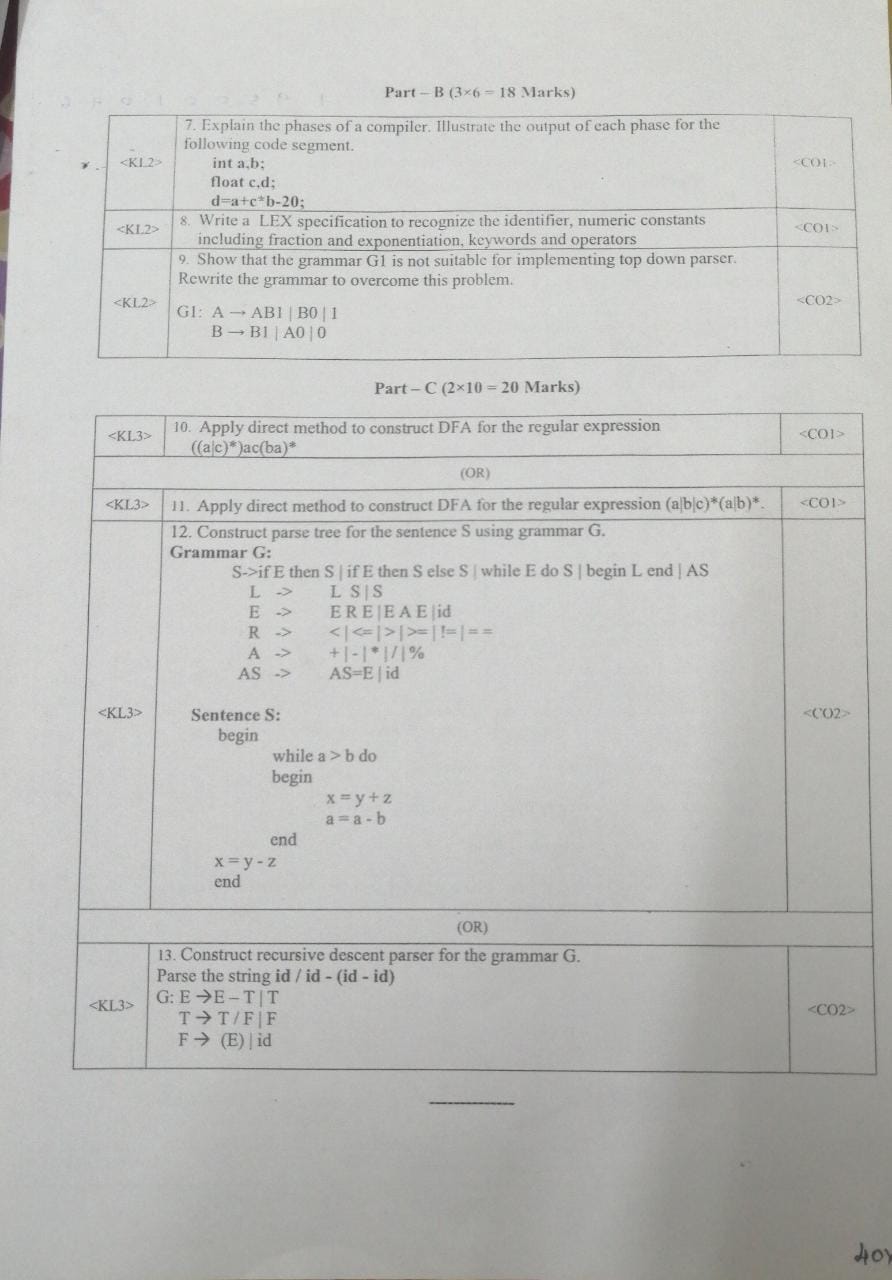 Part – B (3×6 = 18 Marks)
<KL2>
7. Explain the phases of a compiler. Illustrate the output of each phase for the
following code segment.
int a,b;
float c,d;
d=a+c*b-20;
<CO1>
<KL2>
8. Write a LEX specification to recognize the identifier, numeric constants
including fraction and exponentiation, keywords and operators
<CO1>
<KL2>
9. Show that the grammar G1 is not suitable for implementing top down parser.
Rewrite the grammar to overcome this problem.
G1: A → AB1 | B0 | 1
B → B1 | A0 | 0
<CO2>
Part – C (2×10 = 20 Marks)
<KL3>
10. Apply direct method to construct DFA for the regular expression
((a|c)*)ac(ba)*
<CO1>
(OR)
<KL3>
11. Apply direct method to construct DFA for the regular expression (a|b|c)*(a|b)*.
<CO1>
<KL3>
12. Construct parse tree for the sentence S using grammar G.
Grammar G:
S->if E then S | if E then S else S | while E do S | begin L end | AS
L -> L S | S
E -> E R E | E A E | id
R -> < | <= | > | >= | != | = =
A -> + | - | * | / | %
AS -> AS=E | id
Sentence S:
begin
while a > b do
begin
x = y + z
a = a - b
end
x = y - z
end
<CO2>
(OR)
<KL3>
13. Construct recursive descent parser for the grammar G.
Parse the string id / id - (id - id)
G: E →E – T | T
T → T / F | F
F → (E) | id
<CO2>